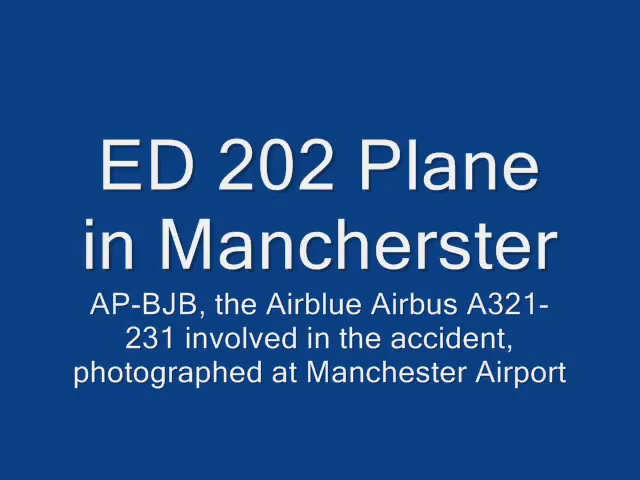 ED 202 Plane
in Mancherster
AP-BJB, the Airblue Airbus A321-
231 involved in the accident,
photographed at Manchester Airport